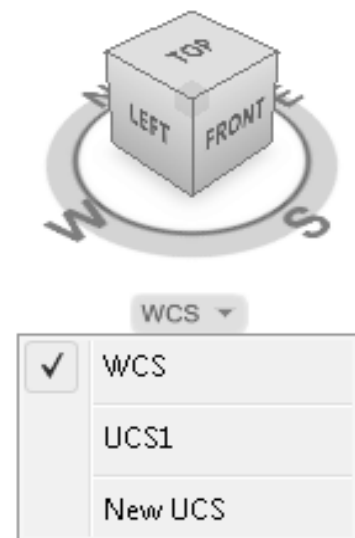 TOP
N E
LEFT FRONT
W S
WCS
WCS
UCS1
New UCS